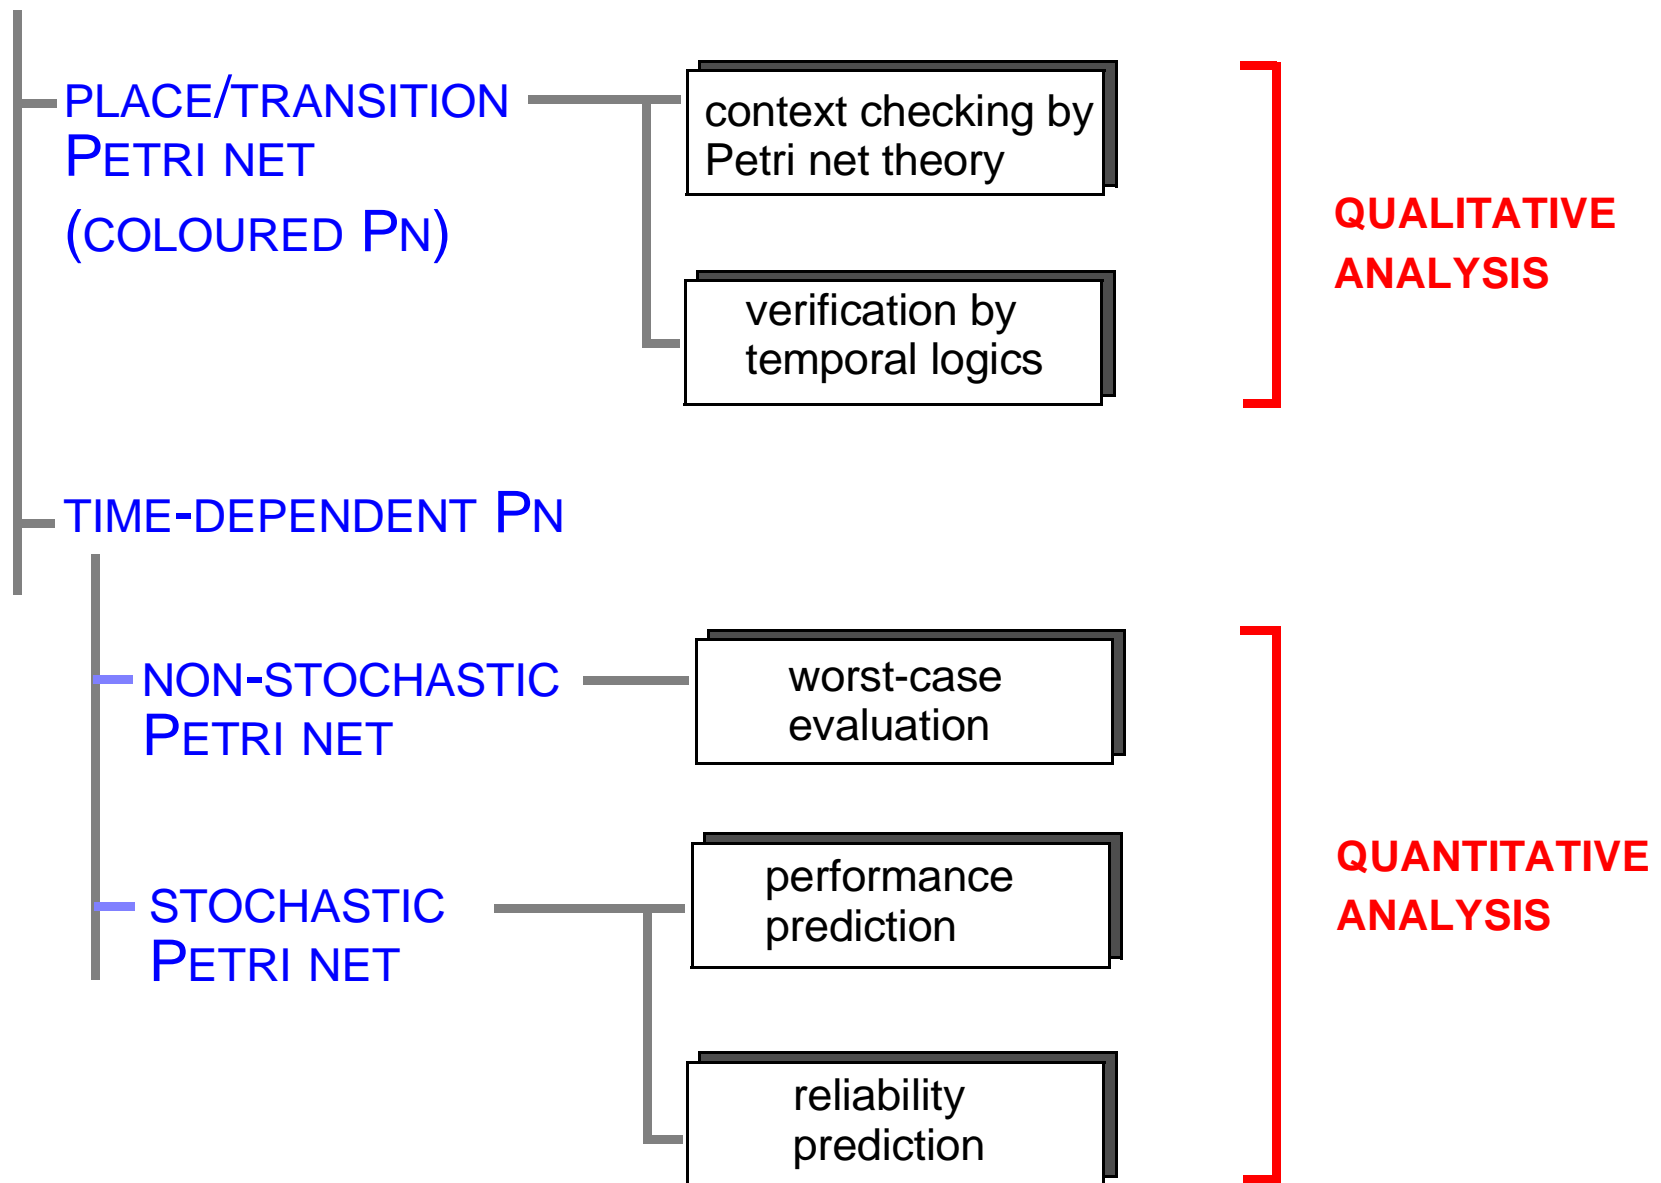 PLACE/TRANSITION
PETRI NET
(COLOURED PN)
context checking by
Petri net theory
verification by
temporal logics
QUALITATIVE
ANALYSIS
TIME-DEPENDENT PN
NON-STOCHASTIC
PETRI NET
worst-case
evaluation
STOCHASTIC
PETRI NET
performance
prediction
reliability
prediction
QUANTITATIVE
ANALYSIS